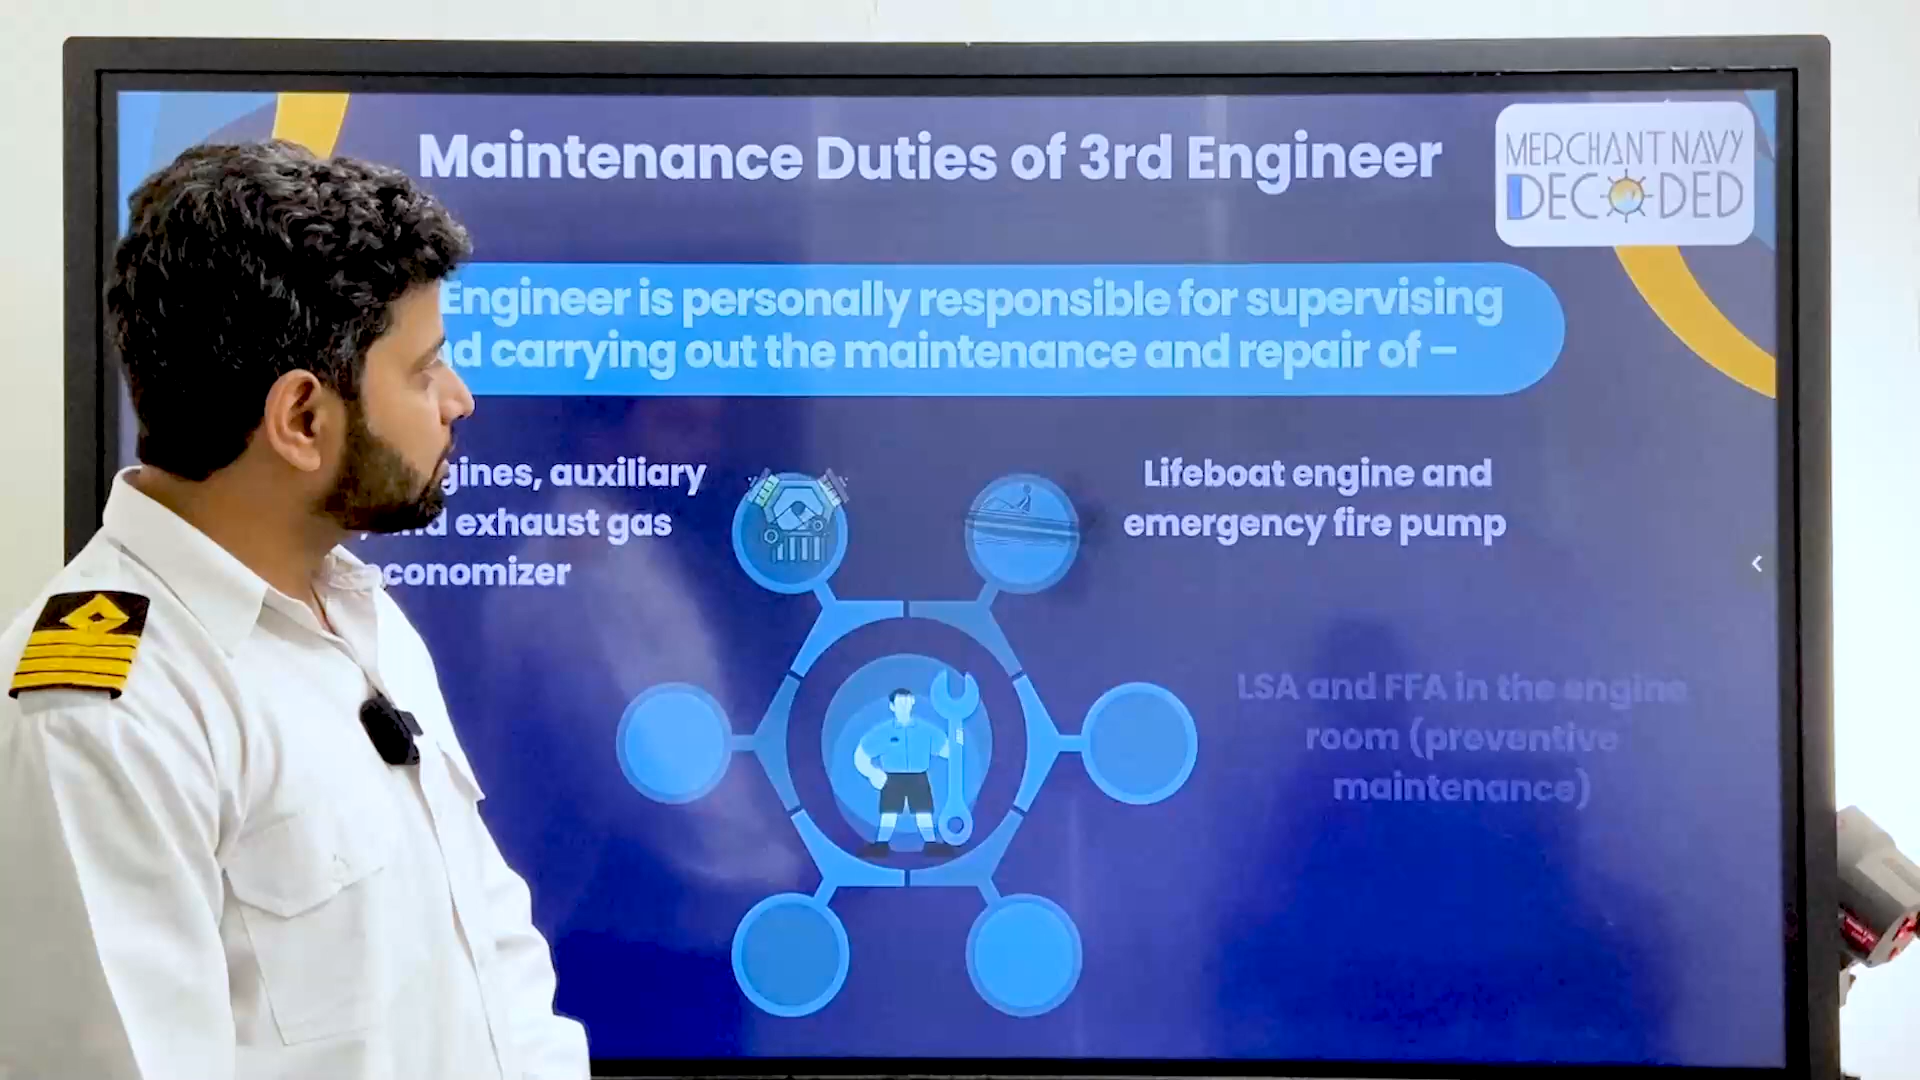 Maintenance Duties of 3rd Engineer
MERCHANT NAVY
DECODED
Engineer is personally responsible for supervising
carrying out the maintenance and repair of –
auxiliary
exhaust gas
Lifeboat engine and
emergency fire pump
LSA and FFA in the engine
room (preventive
maintenance)